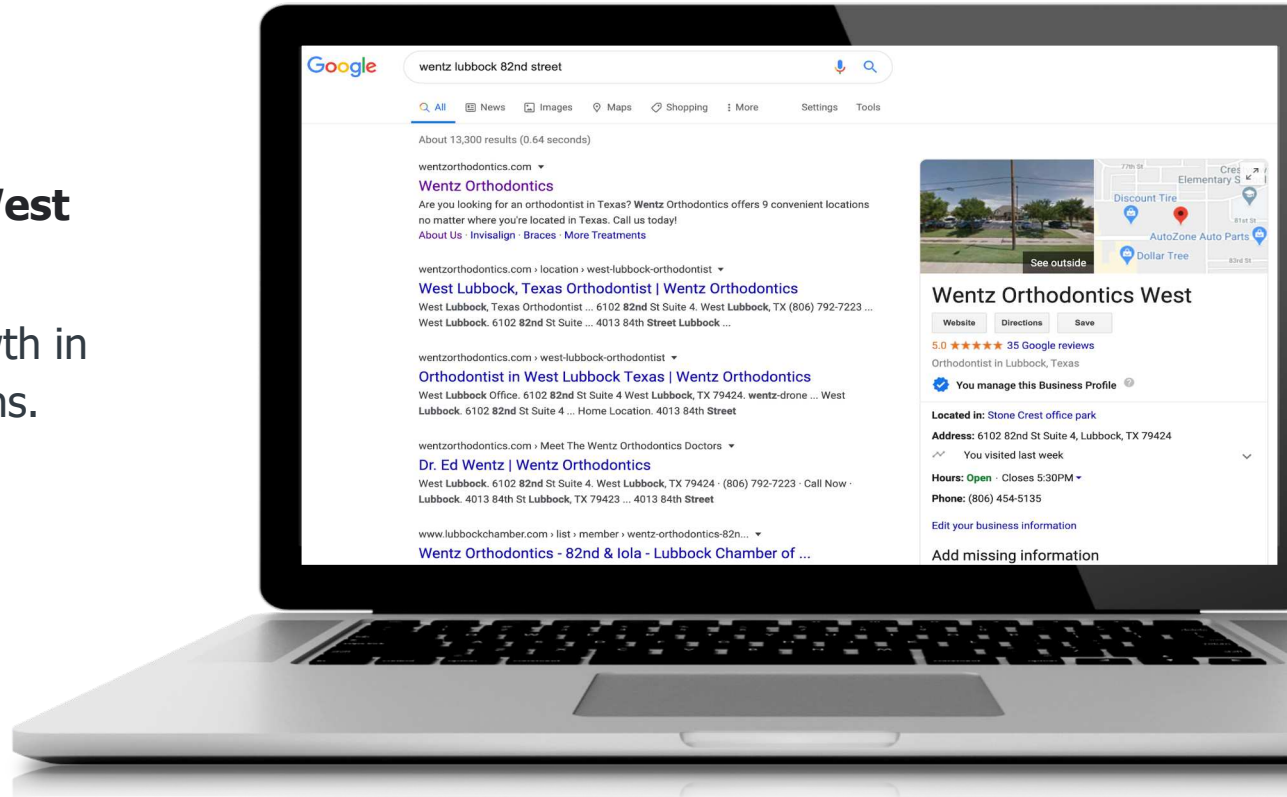 West
th in
ns.
Google
wentz lubbock 82nd street
All News Images Maps Shopping More Settings Tools
About 13,300 results (0.64 seconds)
wentzorthodontics.com
Wentz Orthodontics
Are you looking for an orthodontist in Texas? Wentz Orthodontics offers 9 convenient locations
no matter where you're located in Texas. Call us today!
About Us · Invisalign · Braces · More Treatments
wentzorthodontics.com › location › west-lubbock-orthodontist
West Lubbock, Texas Orthodontist | Wentz Orthodontics
West Lubbock, Texas Orthodontist ... 6102 82nd St Suite 4. West Lubbock, TX (806) 792-7223 ...
West Lubbock. 6102 82nd St Suite ... 4013 84th Street Lubbock ...
wentzorthodontics.com › west-lubbock-orthodontist
Orthodontist in West Lubbock Texas | Wentz Orthodontics
West Lubbock Office. 6102 82nd St Suite 4 West Lubbock, TX 79424. wentz-drone ... West
Lubbock. 6102 82nd St Suite 4 ... Home Location. 4013 84th Street
wentzorthodontics.com › Meet The Wentz Orthodontics Doctors
Dr. Ed Wentz | Wentz Orthodontics
West Lubbock. 6102 82nd St Suite 4. West Lubbock, TX 79424 · (806) 792-7223 · Call Now ·
Lubbock. 4013 84th St Lubbock, TX 79423 ... 4013 84th Street
www.lubbockchamber.com › list › member › wentz-orthodontics-82n...
Wentz Orthodontics - 82nd & Iola - Lubbock Chamber of ...
77th St
Elementary
Discount Tire
81st St
AutoZone Auto Parts
Dollar Tree
83rd St
See outside
Wentz Orthodontics West
Website Directions Save
5.0 ★★★★★ 35 Google reviews
Orthodontist in Lubbock, Texas
You manage this Business Profile
Located in: Stone Crest office park
Address: 6102 82nd St Suite 4, Lubbock, TX 79424
You visited last week
Hours: Open · Closes 5:30PM
Phone: (806) 454-5135
Edit your business information
Add missing information